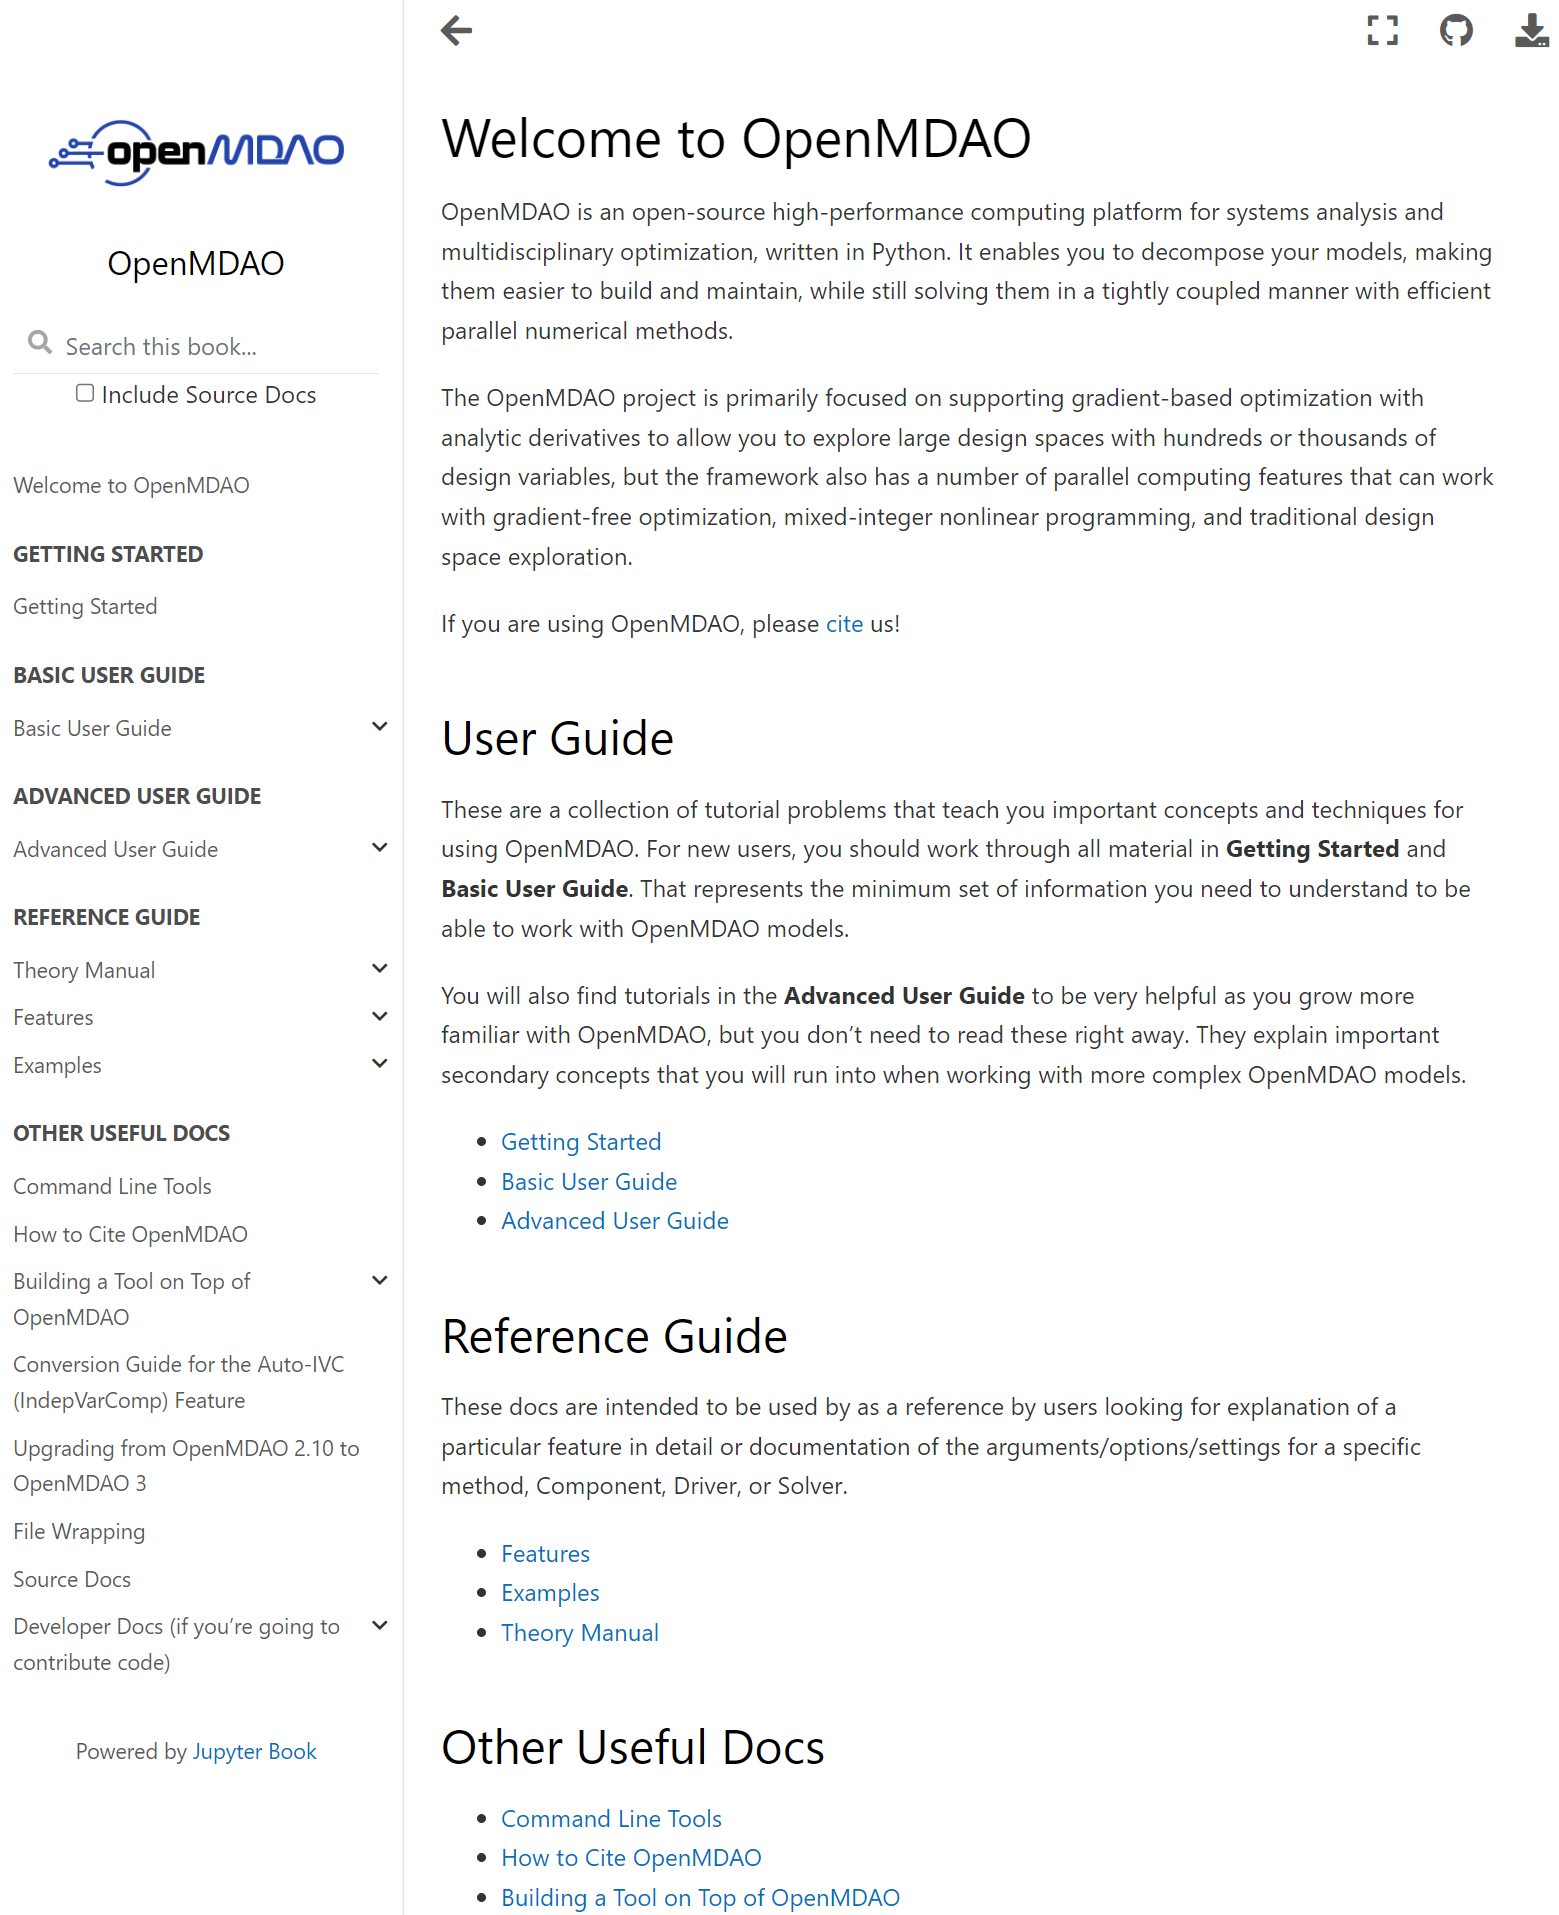 openMDAO
OpenMDAO
Search this book...
Include Source Docs
Welcome to OpenMDAO
GETTING STARTED
Getting Started
BASIC USER GUIDE
Basic User Guide
ADVANCED USER GUIDE
Advanced User Guide
REFERENCE GUIDE
Theory Manual
Features
Examples
OTHER USEFUL DOCS
Command Line Tools
How to Cite OpenMDAO
Building a Tool on Top of
OpenMDAO
Conversion Guide for the Auto-IVC
(IndepVarComp) Feature
Upgrading from OpenMDAO 2.10 to
OpenMDAO 3
File Wrapping
Source Docs
Developer Docs (if you’re going to
contribute code)
Powered by Jupyter Book
Welcome to OpenMDAO
OpenMDAO is an open-source high-performance computing platform for systems analysis and
multidisciplinary optimization, written in Python. It enables you to decompose your models, making
them easier to build and maintain, while still solving them in a tightly coupled manner with efficient
parallel numerical methods.
The OpenMDAO project is primarily focused on supporting gradient-based optimization with
analytic derivatives to allow you to explore large design spaces with hundreds or thousands of
design variables, but the framework also has a number of parallel computing features that can work
with gradient-free optimization, mixed-integer nonlinear programming, and traditional design
space exploration.
If you are using OpenMDAO, please cite us!
User Guide
These are a collection of tutorial problems that teach you important concepts and techniques for
using OpenMDAO. For new users, you should work through all material in Getting Started and
Basic User Guide. That represents the minimum set of information you need to understand to be
able to work with OpenMDAO models.
You will also find tutorials in the Advanced User Guide to be very helpful as you grow more
familiar with OpenMDAO, but you don’t need to read these right away. They explain important
secondary concepts that you will run into when working with more complex OpenMDAO models.
Getting Started
Basic User Guide
Advanced User Guide
Reference Guide
These docs are intended to be used by as a reference by users looking for explanation of a
particular feature in detail or documentation of the arguments/options/settings for a specific
method, Component, Driver, or Solver.
Features
Examples
Theory Manual
Other Useful Docs
Command Line Tools
How to Cite OpenMDAO
Building a Tool on Top of OpenMDAO